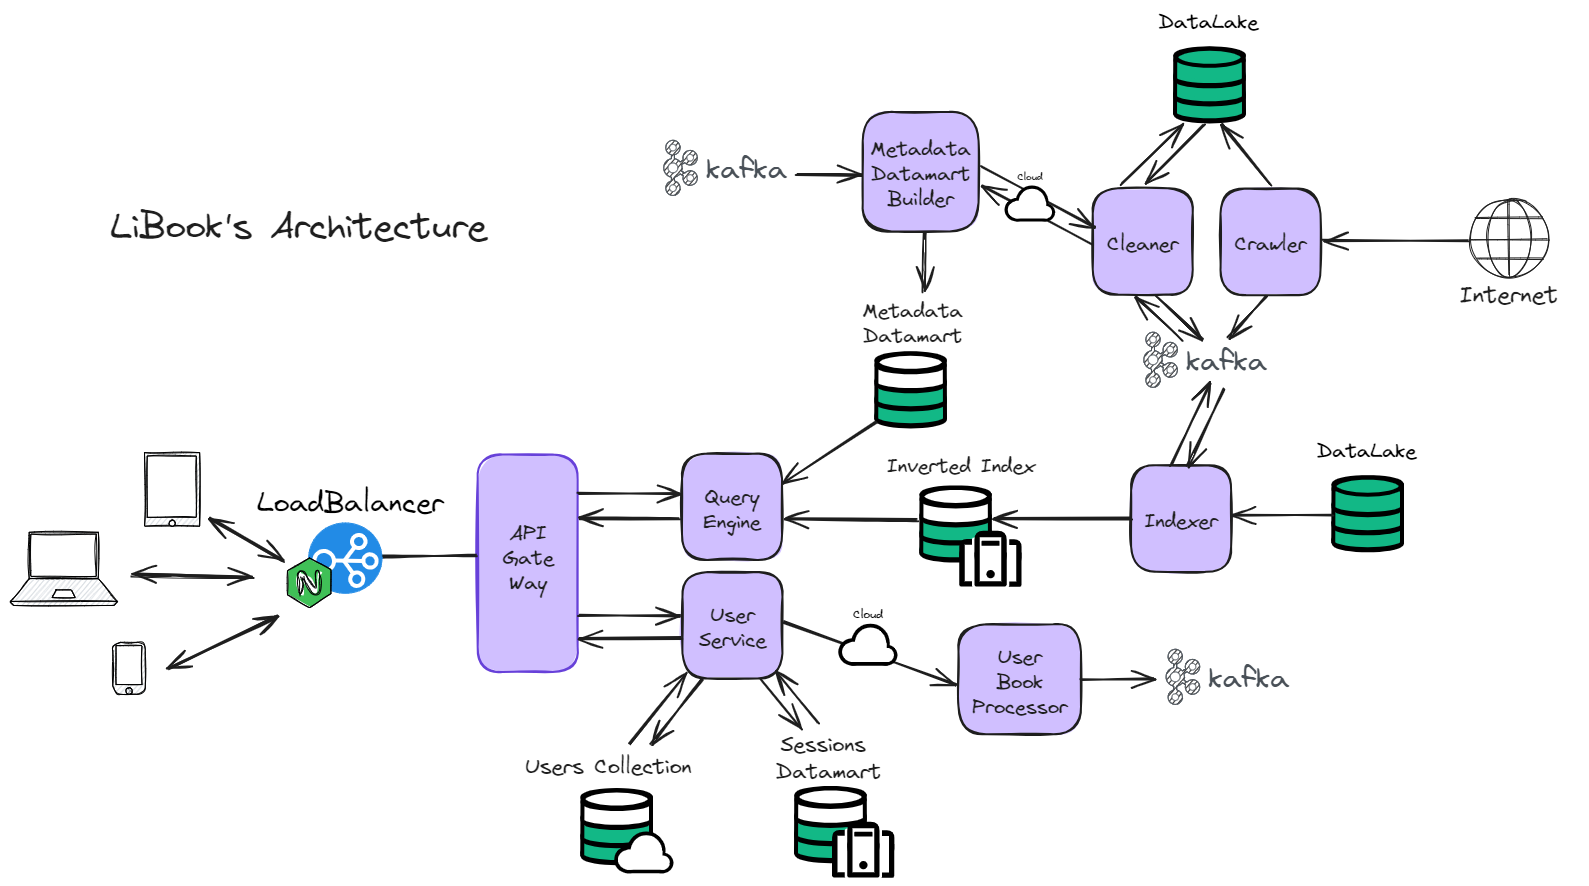 DataLake
Metadata
Datamart
Builder
kafka
Cloud
Cleaner
Crawler
Internet
LiBook's Architecture
Metadata
Datamart
kafka
LoadBalancer
API
Gate
Way
Query
Engine
Inverted Index
Indexer
DataLake
N
User
Service
Cloud
User
Book
Processor
kafka
Users Collection
Sessions
Datamart